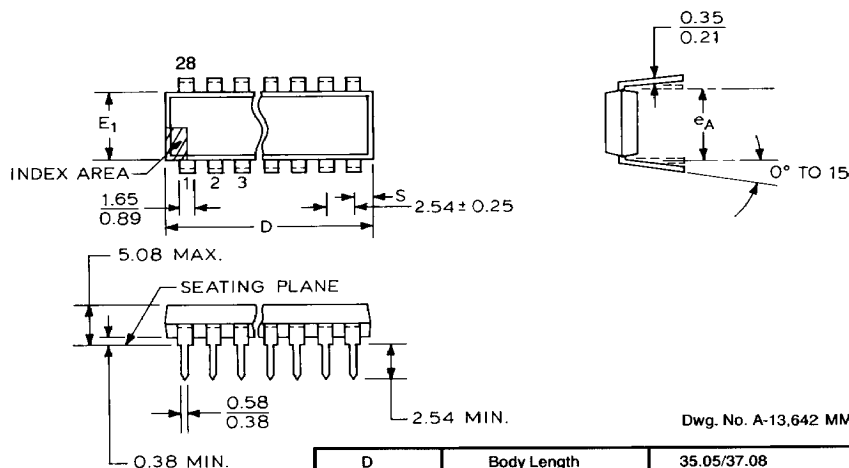 0.35
0.21
28
E1
eA
INDEX AREA
1 2 3
0° TO 15
1.65
0.89
S
2.54 ± 0.25
D
5.08 MAX.
SEATING PLANE
0.58
0.38
2.54 MIN.
Dwg. No. A-13,642 MM
0.38 MIN.
D Body Length 35.05/37.08